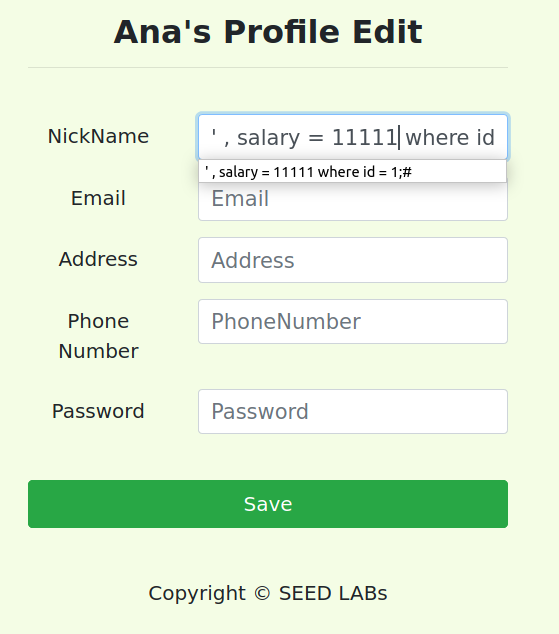 Ana's Profile Edit
NickName
' , salary = 11111 where id
' , salary = 11111 where id = 1;#
Email
Email
Address
Address
Phone
Number
PhoneNumber
Password
Password
Save
Copyright © SEED LABs